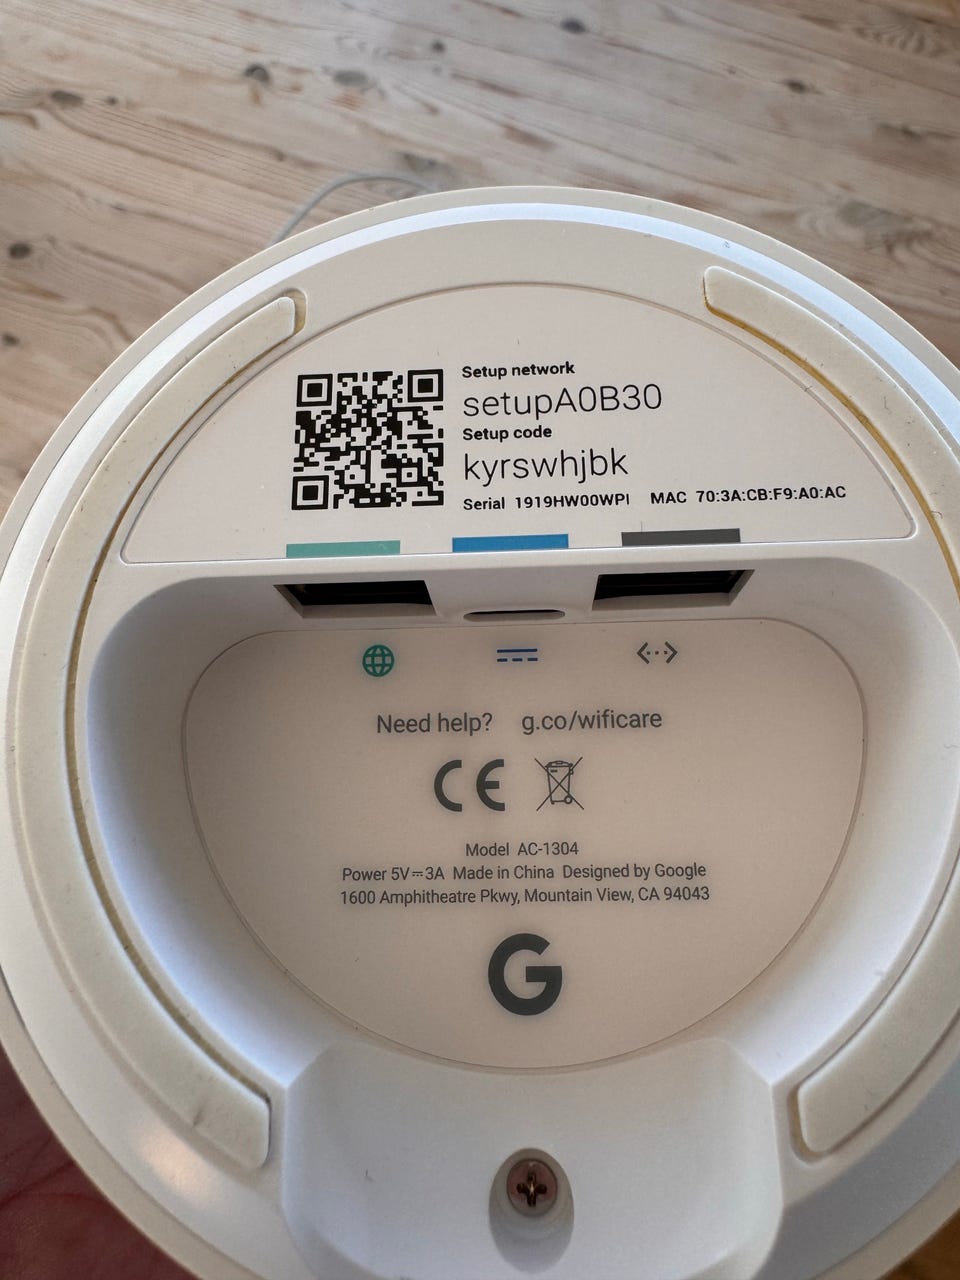 Setup network
setupA0B30
Setup code
kyrswhjbk
Serial 1919HW00WPI MAC 70:3A:CB:F9:A0:AC
Need help? g.co/wificare
CE
Model AC-1304
Power 5V⎓3A Made in China Designed by Google
1600 Amphitheatre Pkwy, Mountain View, CA 94043
G